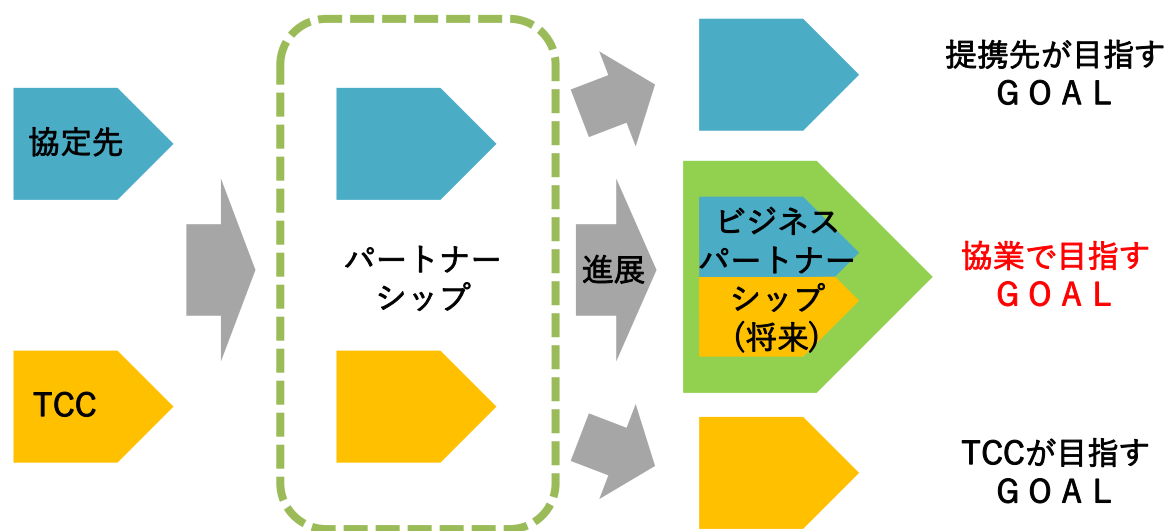 協定先
TCC
パートナー
シップ
進展
ビジネス
パートナー
シップ
(将来)
提携先が目指す
ＧＯＡＬ
協業で目指す
ＧＯＡＬ
TCCが目指す
ＧＯＡＬ